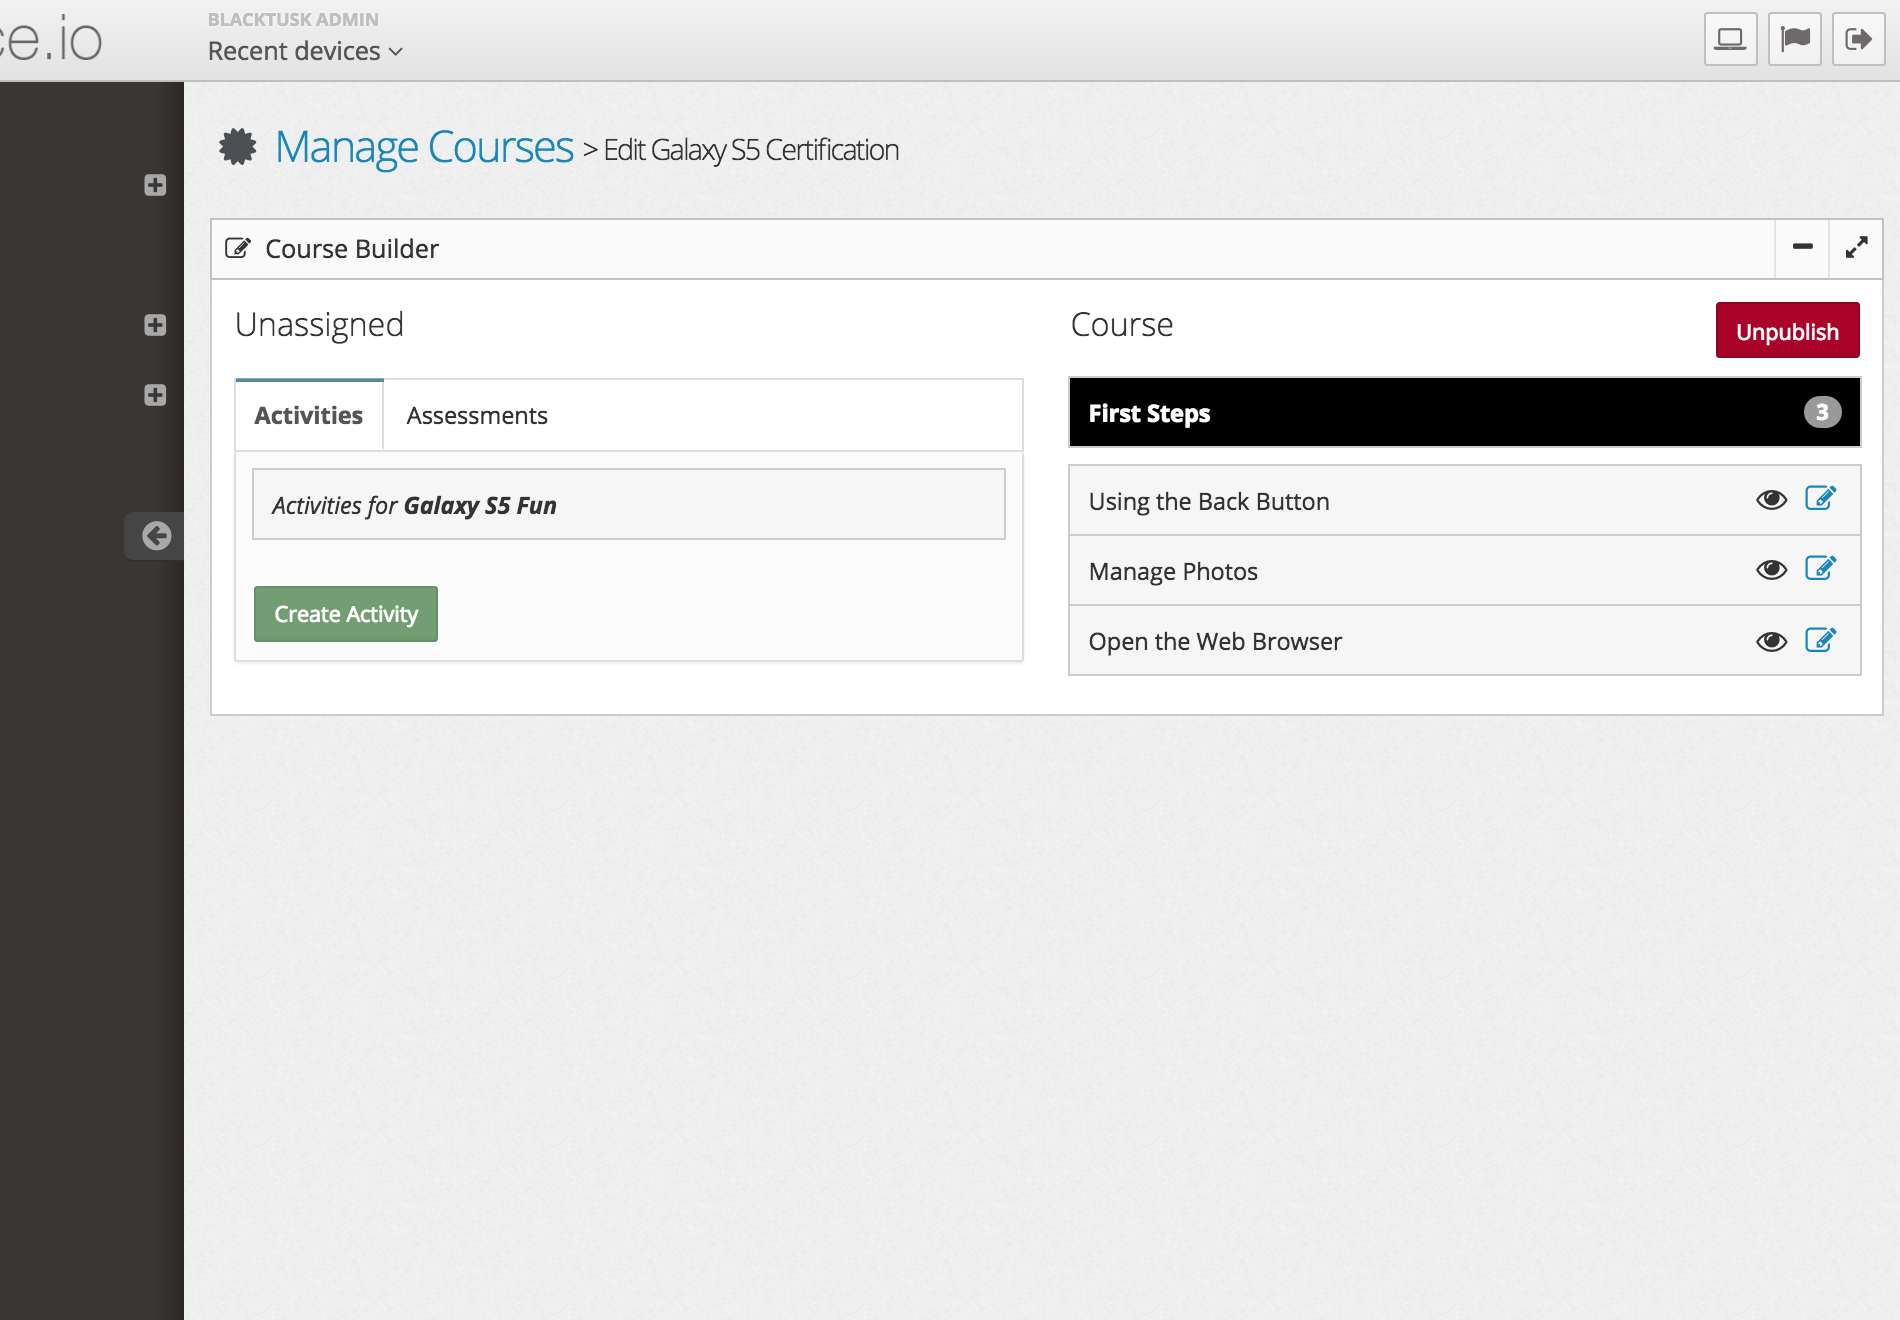 e.io
BLACKTUSK ADMIN
Recent devices
Manage Courses > Edit Galaxy S5 Certification
Course Builder
Unassigned
Course
Unpublish
Activities
Assessments
First Steps
3
Activities for Galaxy S5 Fun
Using the Back Button
Manage Photos
Create Activity
Open the Web Browser